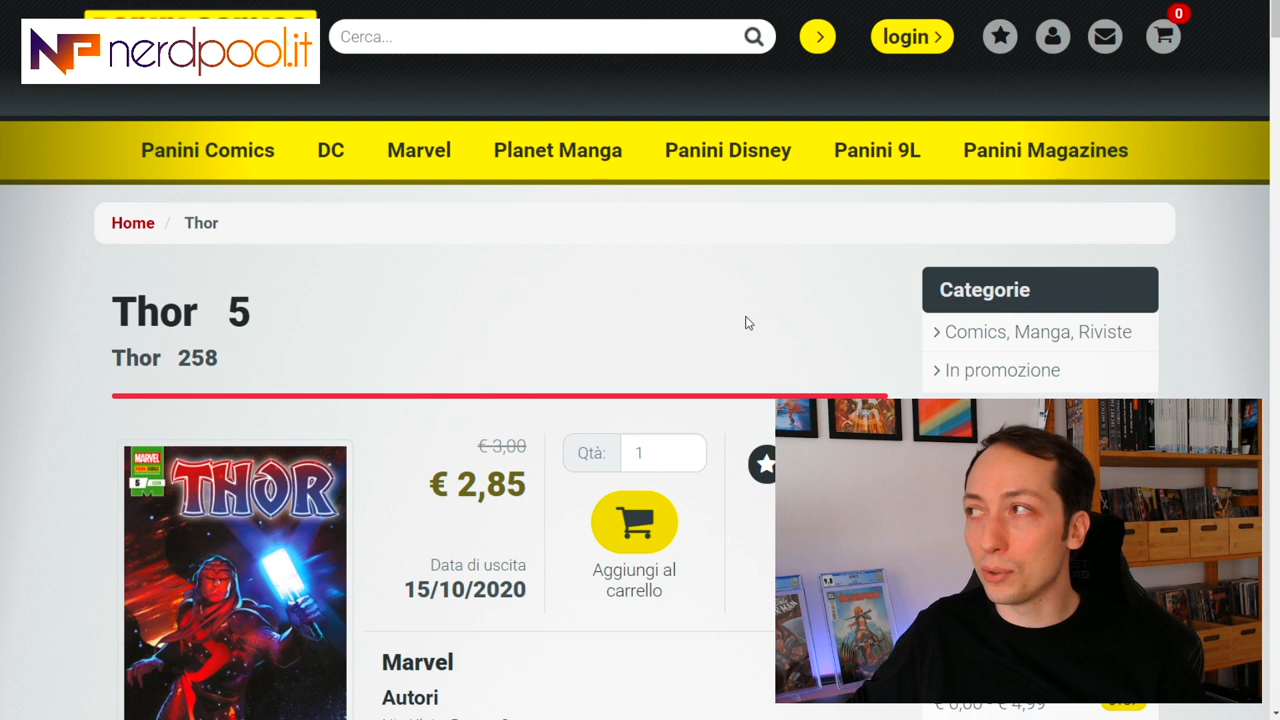 nerdpool.it
Cerca...
login
0
Panini Comics
DC
Marvel
Planet Manga
Panini Disney
Panini 9L
Panini Magazines
Home / Thor
Thor 5
Thor 258
Categorie
Comics, Manga, Riviste
In promozione
MARVEL
5
THOR
€ 3,00
€ 2,85
Data di uscita
15/10/2020
Qtà: 1
Aggiungi al
carrello
Marvel
Autori